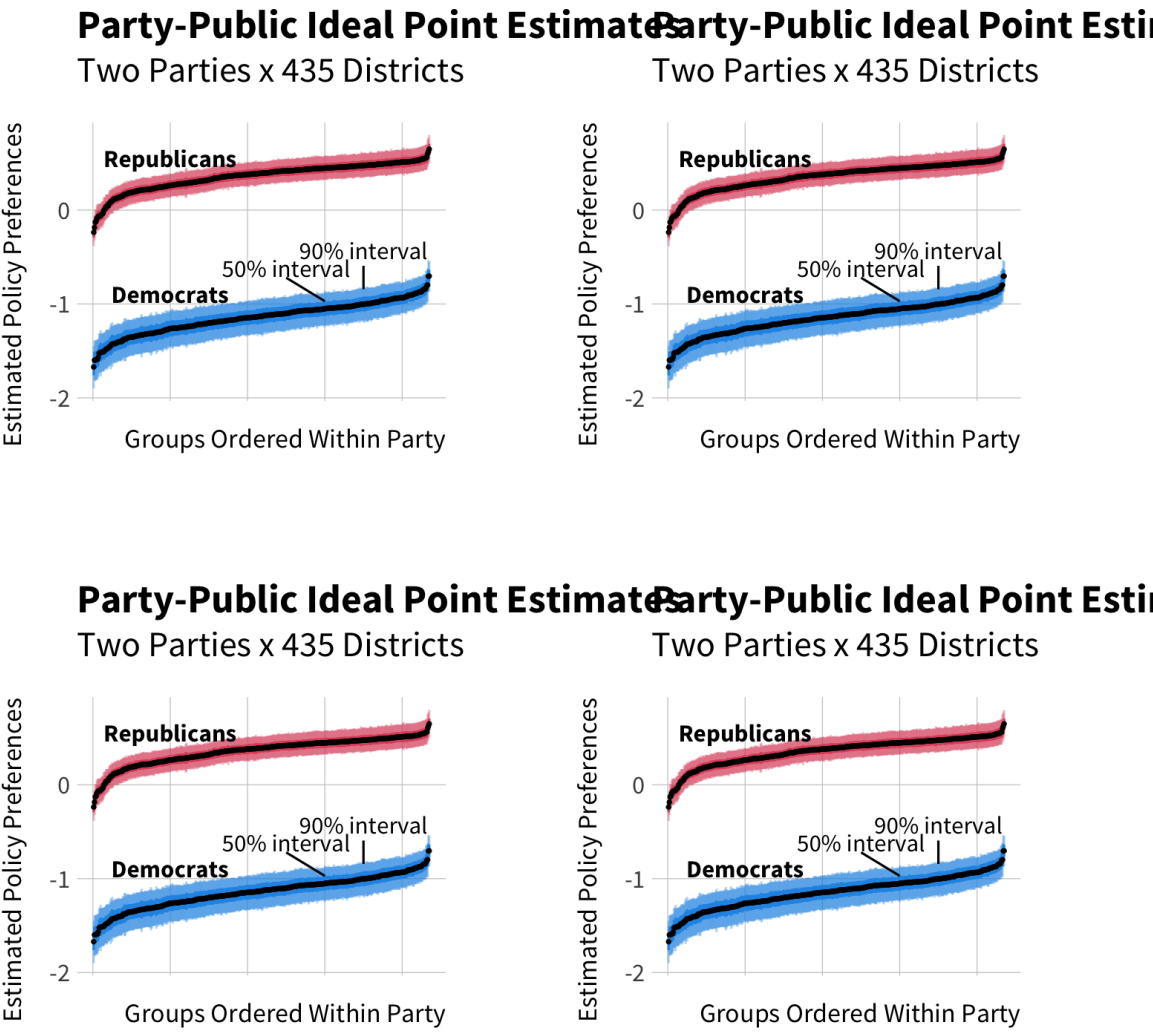 Party-Public Ideal Point Estimates
Two Parties x 435 Districts
Estimated Policy Preferences
Republicans
0
90% interval
50% interval
Democrats
-1
-2
Groups Ordered Within Party
Party-Public Ideal Point Esti
Two Parties x 435 Districts
Estimated Policy Preferences
Republicans
0
90% interval
50% interval
Democrats
-1
-2
Groups Ordered Within Party
Party-Public Ideal Point Estimates
Two Parties x 435 Districts
Estimated Policy Preferences
Republicans
0
90% interval
50% interval
Democrats
-1
-2
Groups Ordered Within Party
Party-Public Ideal Point Esti
Two Parties x 435 Districts
Estimated Policy Preferences
Republicans
0
90% interval
50% interval
Democrats
-1
-2
Groups Ordered Within Party